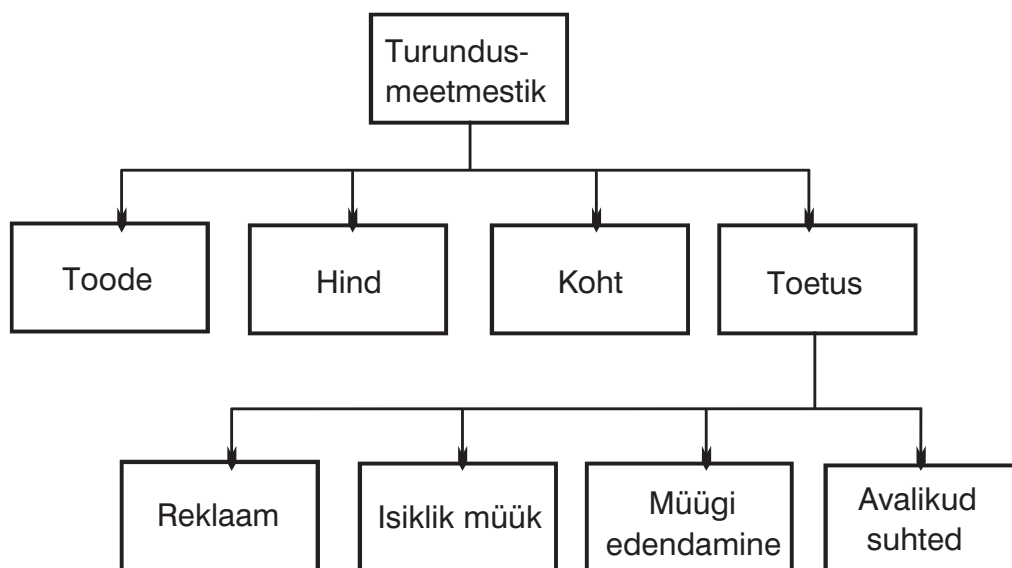 Turundus-
meetmestik
Toode
Hind
Koht
Toetus
Reklaam
Isiklik müük
Müügi
edendamine
Avalikud
suhted